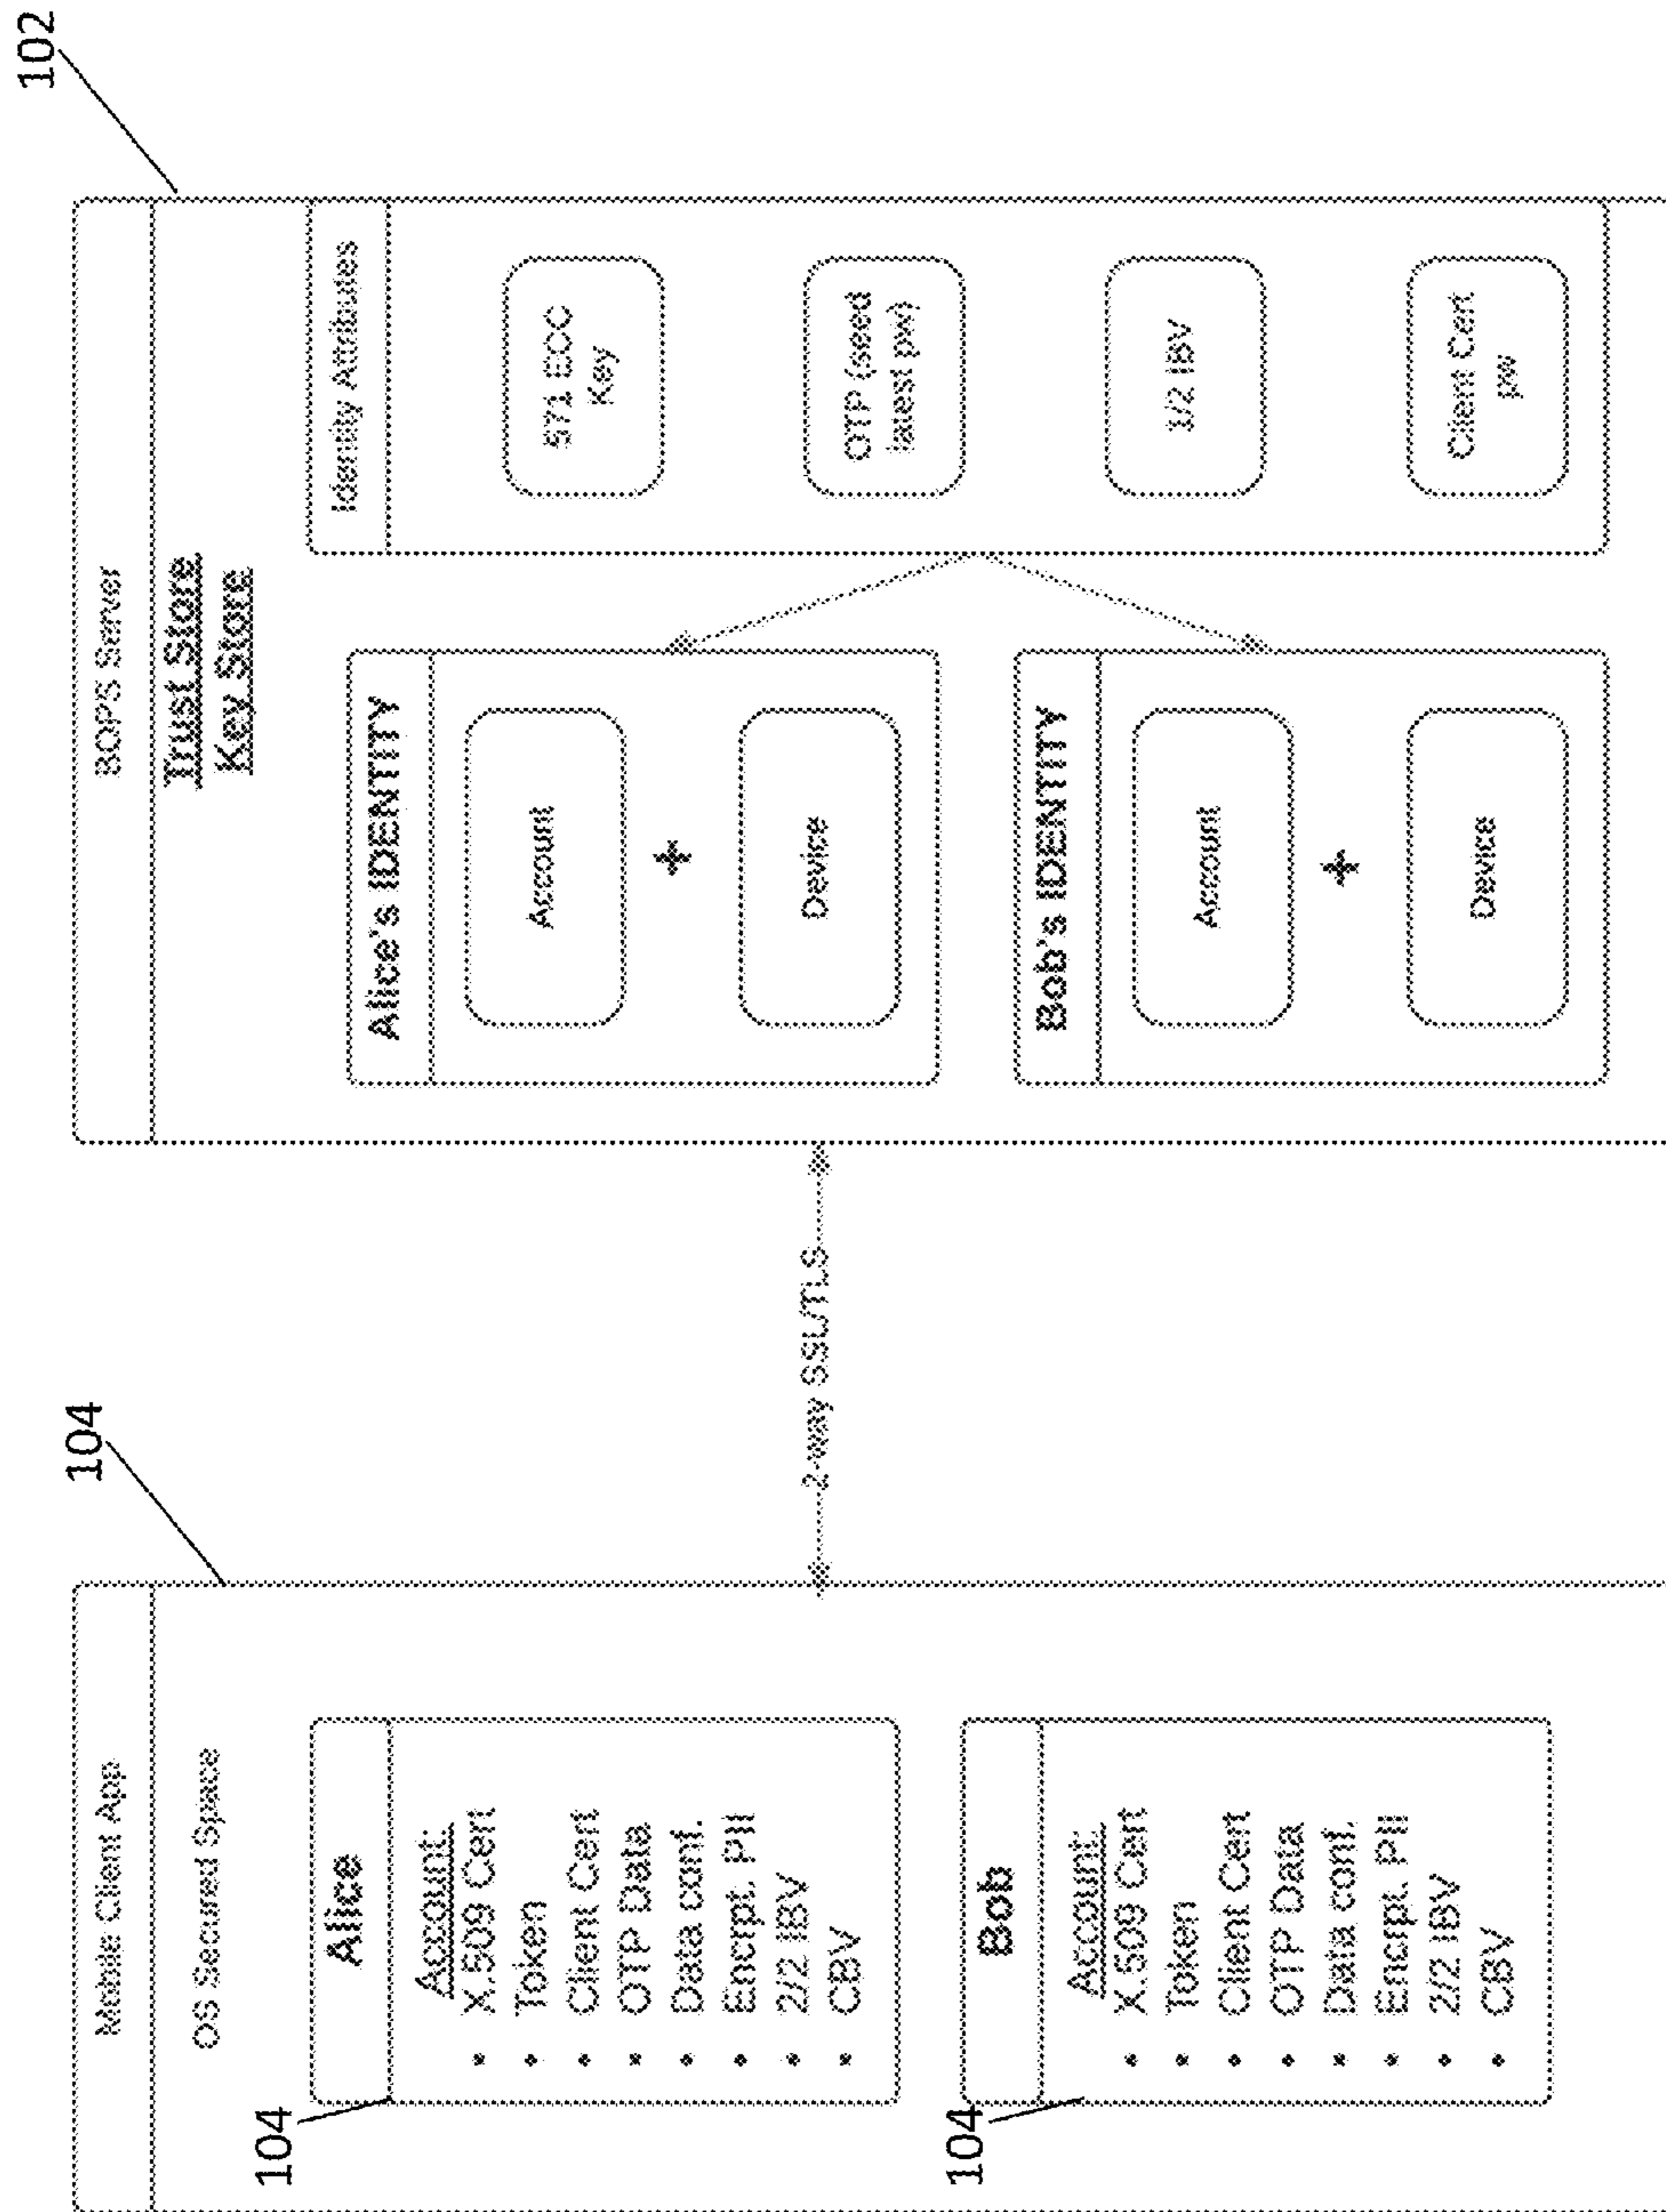 104
Mobile Client App
OS Secured Space
104
Alice
Account:
• X.509 Cert
• Token
• Client Cert
• OTP Data
• Data conf.
• Encrpt. PII
• 2/2 IBV
• CBV
104
Bob
Account:
• X.509 Cert
• Token
• Client Cert
• OTP Data
• Data conf.
• Encrpt. PII
• 2/2 IBV
• CBV
2-way SSL/TLS
102
BOPS Server
Trust Store
Key Store
Alice's IDENTITY
Account
+
Device
Bob's IDENTITY
Account
+
Device
Identity Attributes
571 ECC
Key
OTP (seed
latest pw)
1/2 IBV
Client Cert
pw